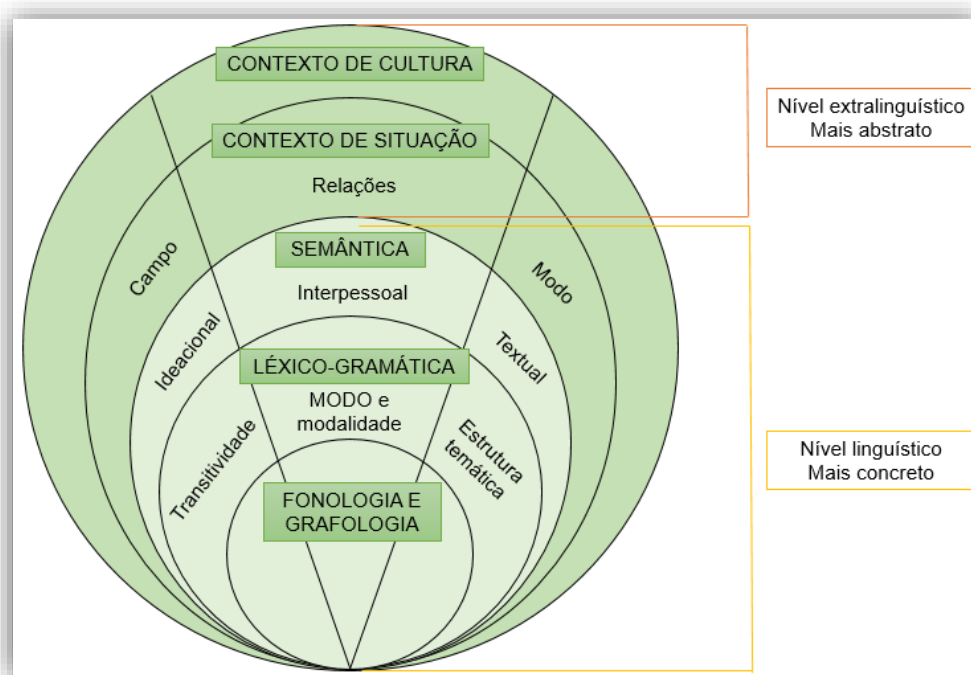 CONTEXTO DE CULTURA
CONTEXTO DE SITUAÇÃO
Relações
Campo
Modo
SEMÂNTICA
Interpessoal
Ideacional
Textual
LÉXICO-GRAMÁTICA
MODO e
modalidade
Transitividade
Estrutura
temática
FONOLOGIA E
GRAFOLOGIA
Nível extralinguístico
Mais abstrato
Nível linguístico
Mais concreto